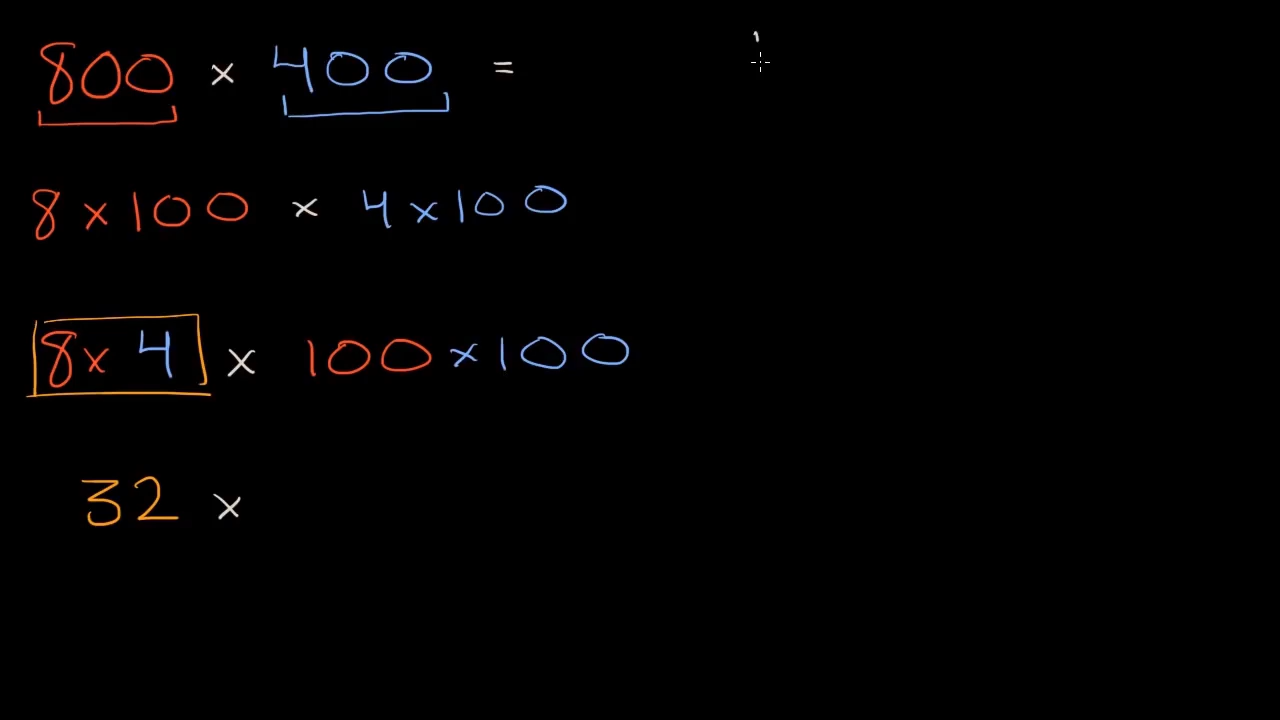 800 × 400 =
8 × 100 × 4 × 100
8 × 4 × 100 × 100
32 ×